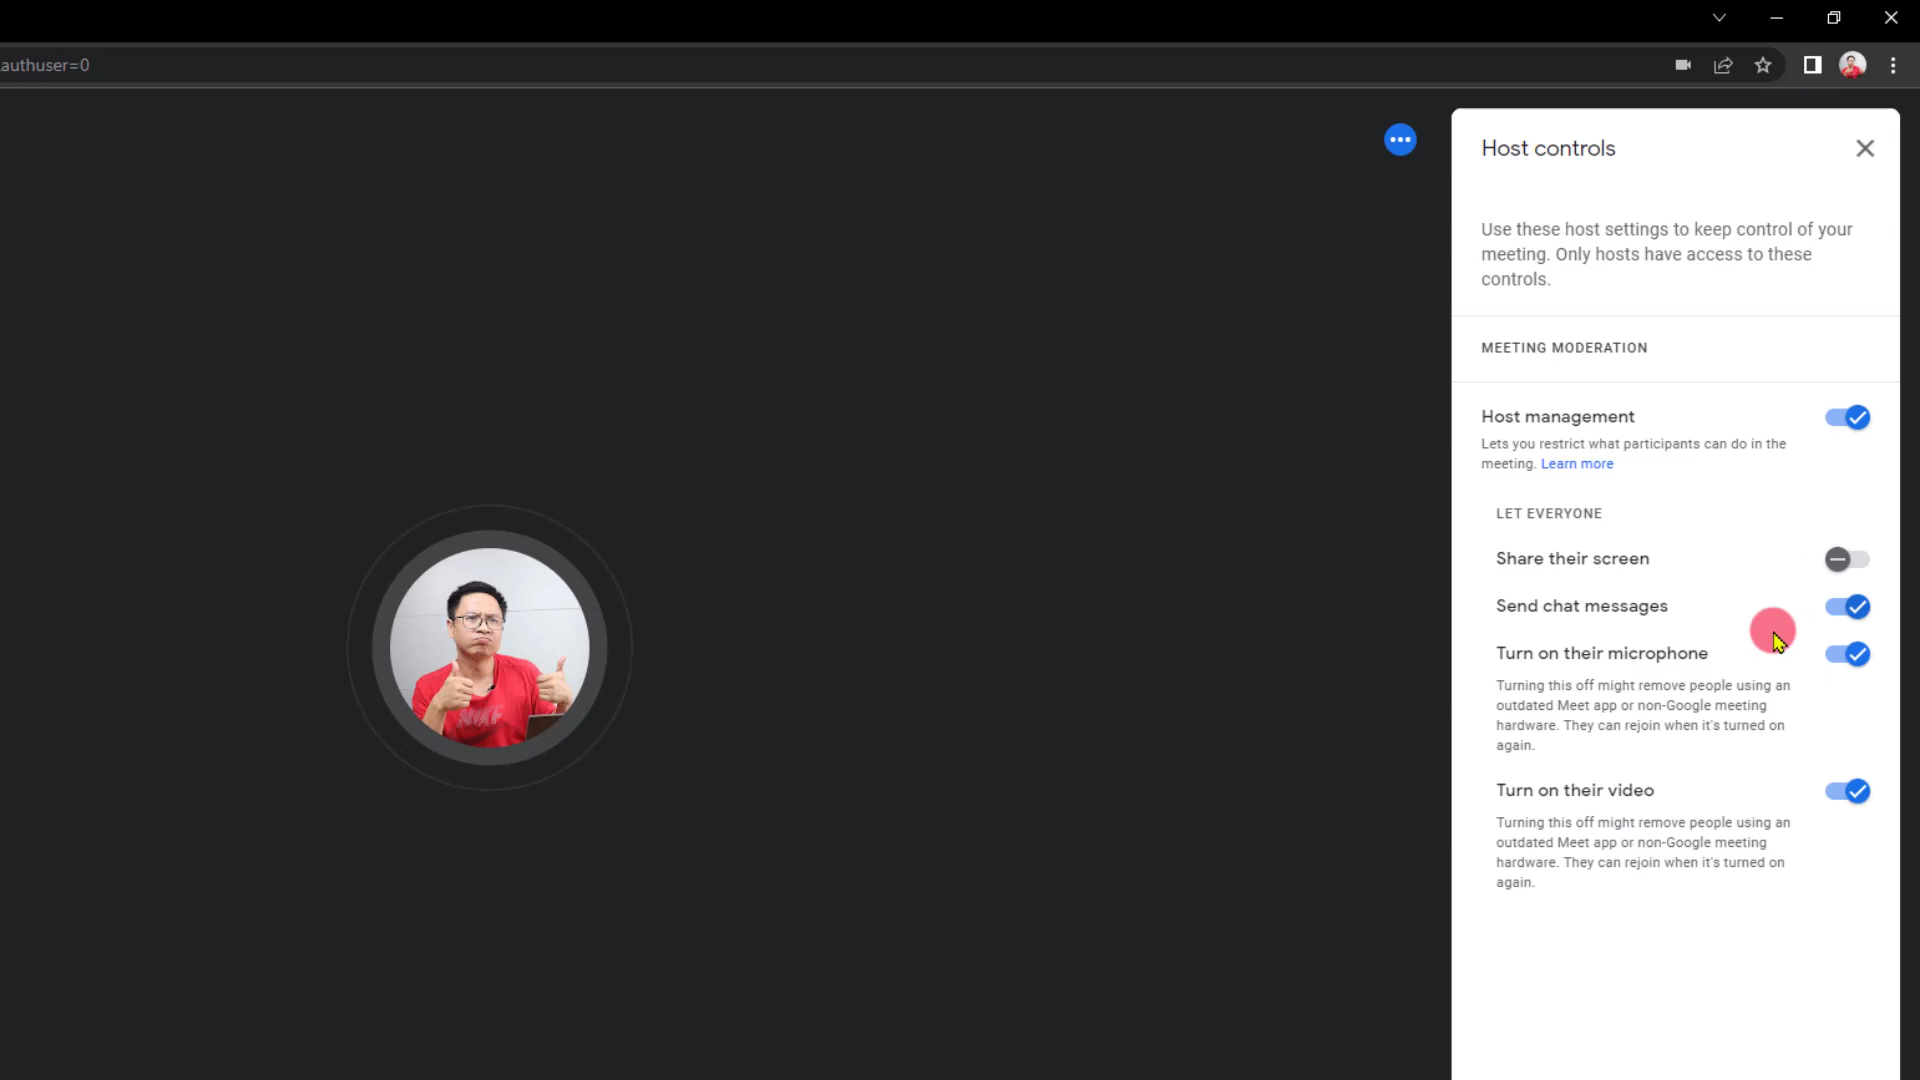 authuser=0
Host controls
Use these host settings to keep control of your
meeting. Only hosts have access to these
controls.
MEETING MODERATION
Host management
Lets you restrict what participants can do in the
meeting. Learn more
LET EVERYONE
Share their screen
Send chat messages
Turn on their microphone
Turning this off might remove people using an
outdated Meet app or non-Google meeting
hardware. They can rejoin when it's turned on
again.
Turn on their video
Turning this off might remove people using an
outdated Meet app or non-Google meeting
hardware. They can rejoin when it's turned on
again.